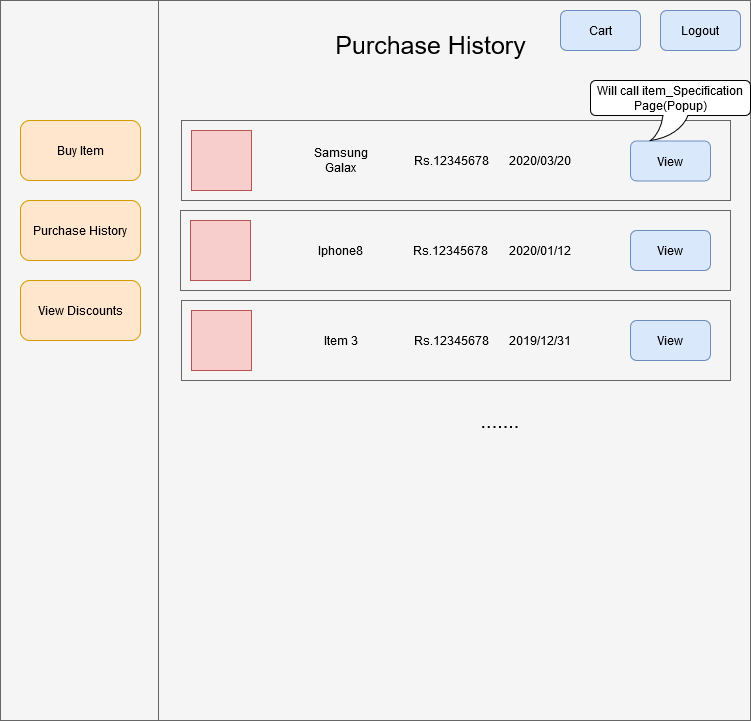 Purchase History
Cart
Logout
Will call item_Specification
Page(Popup)
Buy Item
Purchase History
View Discounts
Samsung
Galax
Rs.12345678
2020/03/20
View
Iphone8
Rs.12345678
2020/01/12
View
Item 3
Rs.12345678
2019/12/31
View
.......